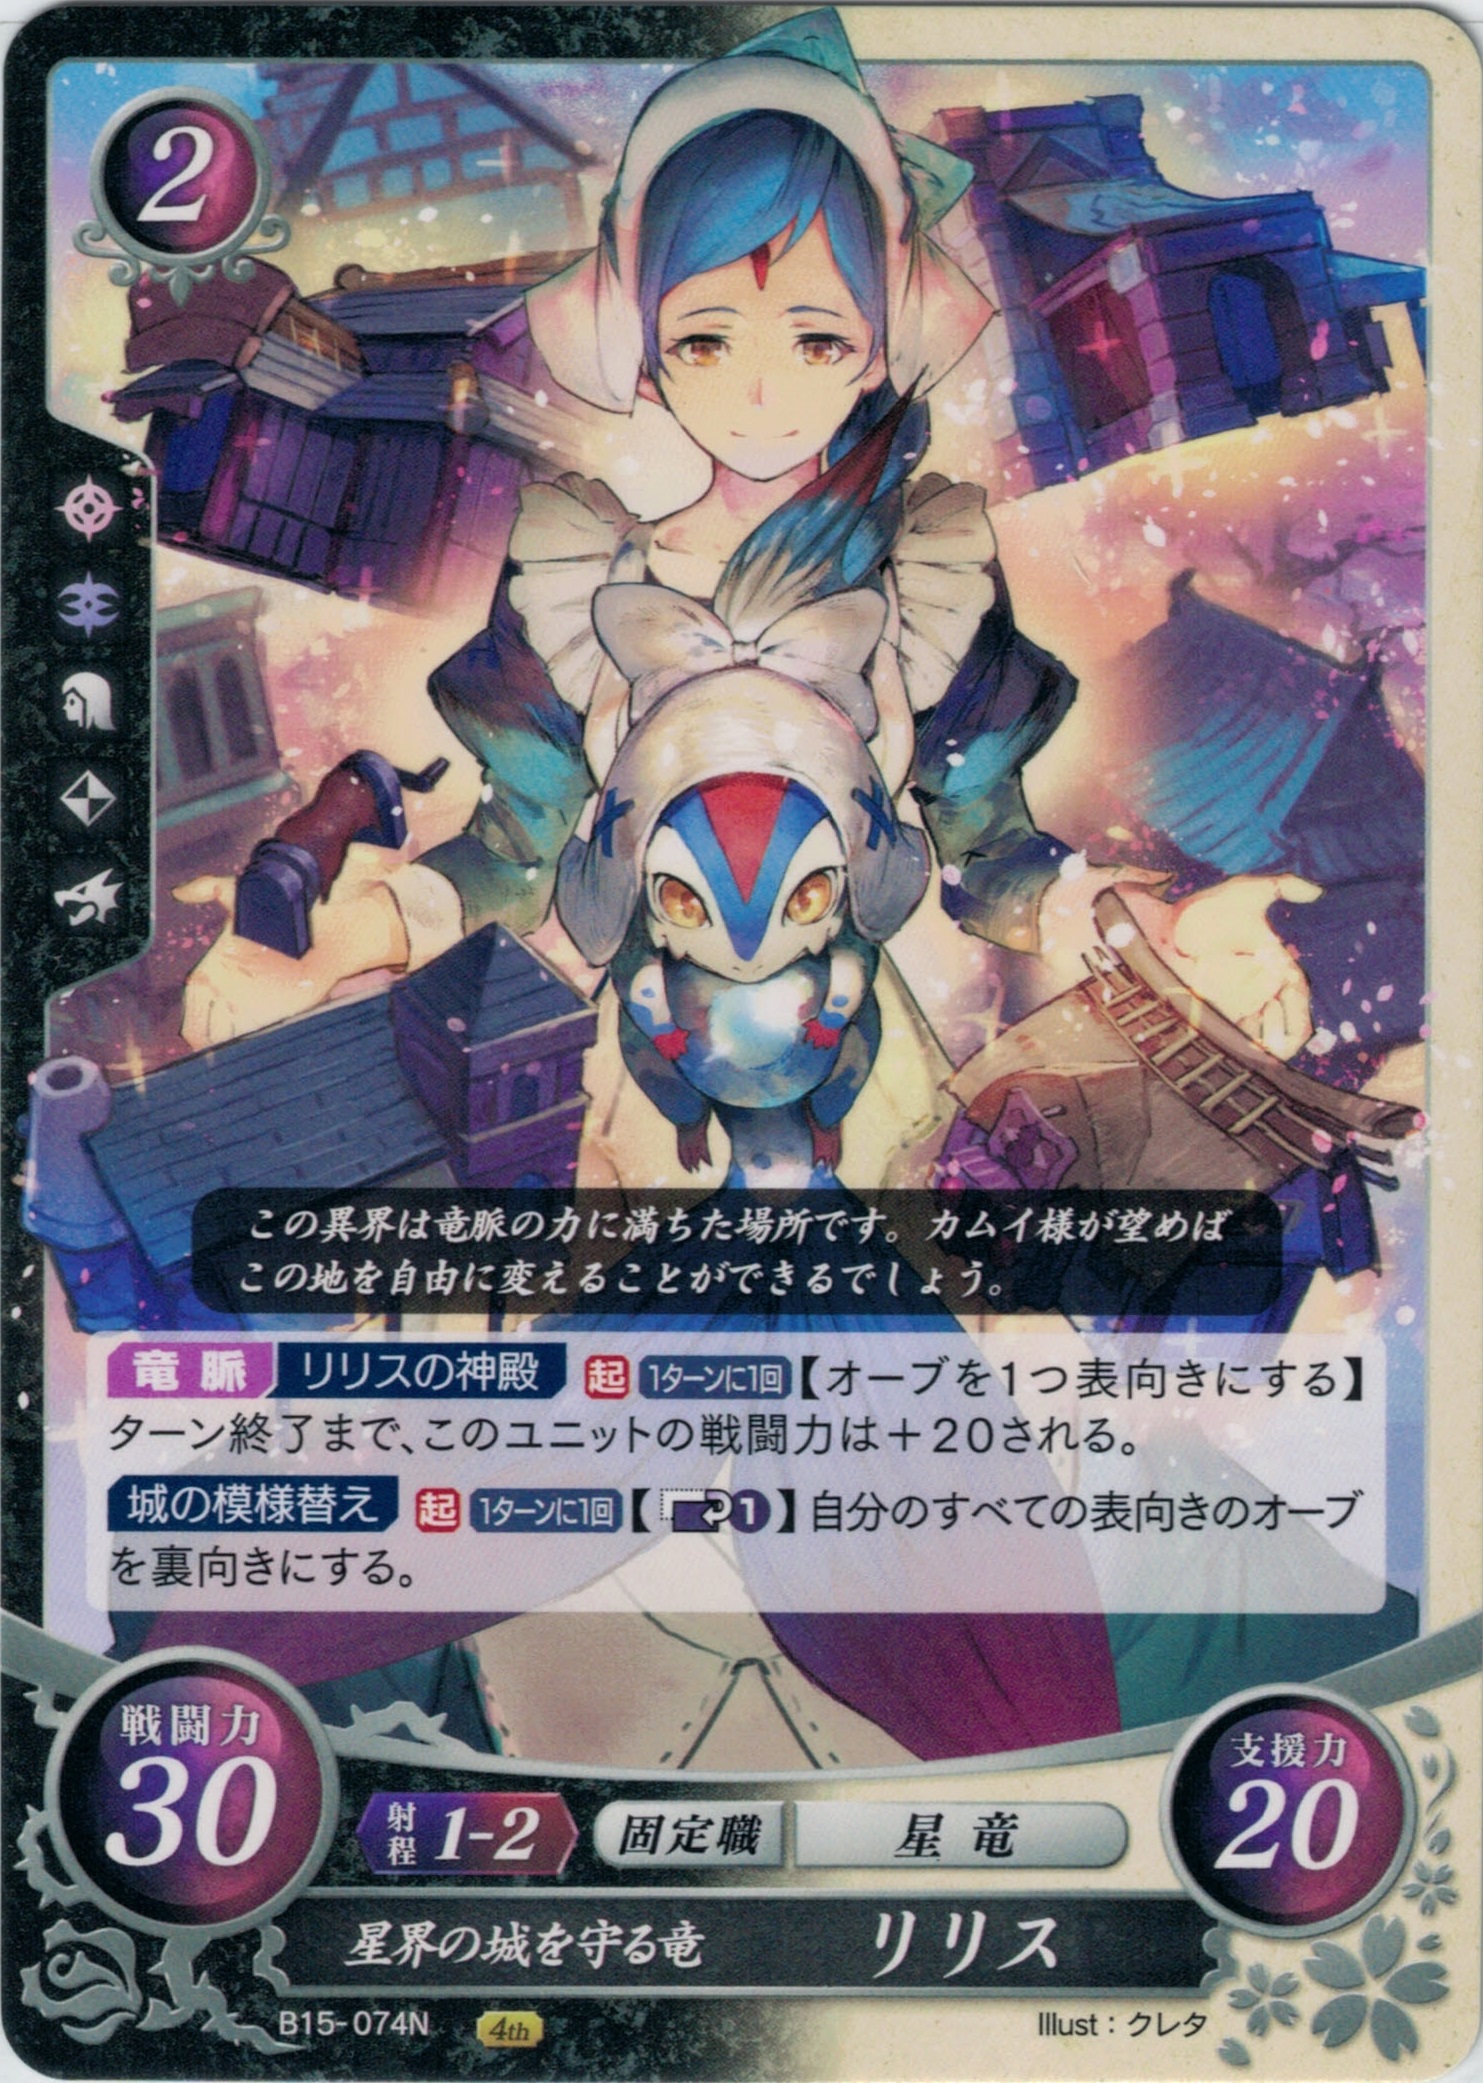 2
この異界は竜脈の力に満ちた場所です。カムイ様が望めば
この地を自由に変えることができるでしょう。
竜脈 リリスの神殿 起 1ターンに1回【オーブを1つ表向きにする】
ターン終了まで、このユニットの戦闘力は＋20される。
城の模様替え 起 1ターンに1回【1】自分のすべての表向きのオーブ
を裏向きにする。
戦闘力
30
射程 1-2 固定職 星竜
支援力
20
星界の城を守る竜 リリス
B15-074N 4th Illust：クレタ